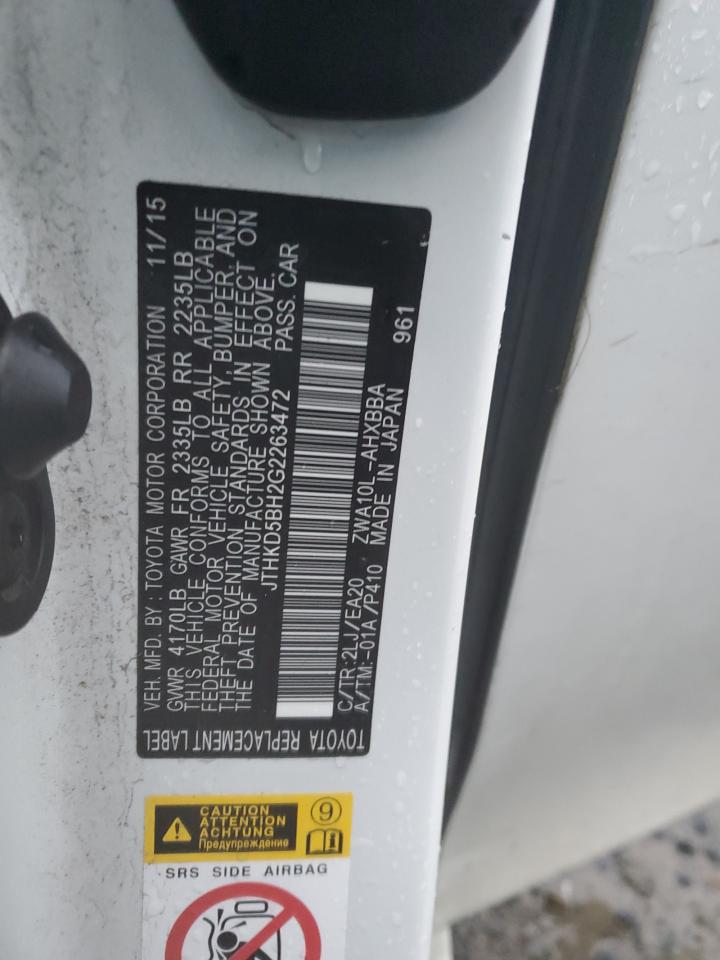 VEH. MFD. BY : TOYOTA MOTOR CORPORATION 11/15
GVWR 4170LB GAWR FR 2335LB RR 2235LB
THIS VEHICLE CONFORMS TO ALL APPLICABLE
FEDERAL MOTOR VEHICLE SAFETY, BUMPER, AND
THEFT PREVENTION STANDARDS IN EFFECT ON
THE DATE OF MANUFACTURE SHOWN ABOVE.
JTHKD5BH2G2263472 PASS. CAR
C/TR:2LJ/EA20 ZWA10L-AHXBBA
A/TM:-01A/P410 MADE IN JAPAN 961
TOYOTA REPLACEMENT LABEL
CAUTION
ATTENTION
ACHTUNG
Предупреждение
9
SRS SIDE AIRBAG